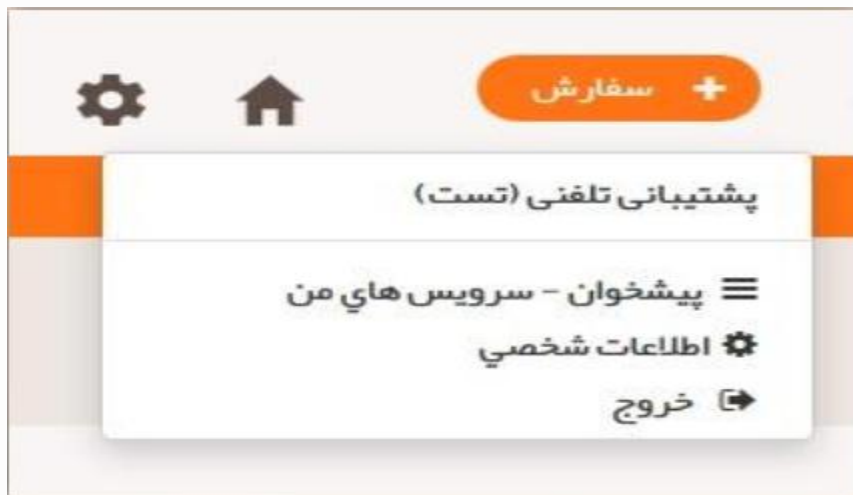 سفارش
پشتیبانی تلفنی (تست)
پیشخوان - سرویس هاي من
اطلاعات شخصي
خروج